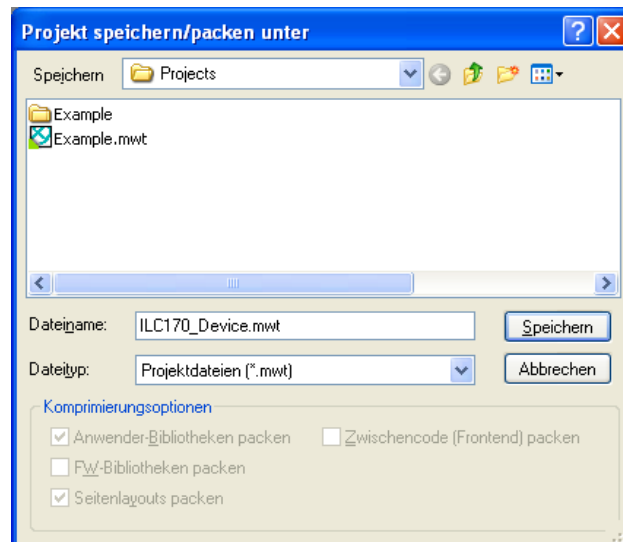 Projekt speichern/packen unter
Speichern Projects
Example
Example.mwt
Dateiname: ILC170_Device.mwt Speichern
Dateityp: Projektdateien (*.mwt) Abbrechen
Komprimierungsoptionen
Anwender-Bibliotheken packen Zwischencode (Frontend) packen
FW-Bibliotheken packen
Seitenlayouts packen